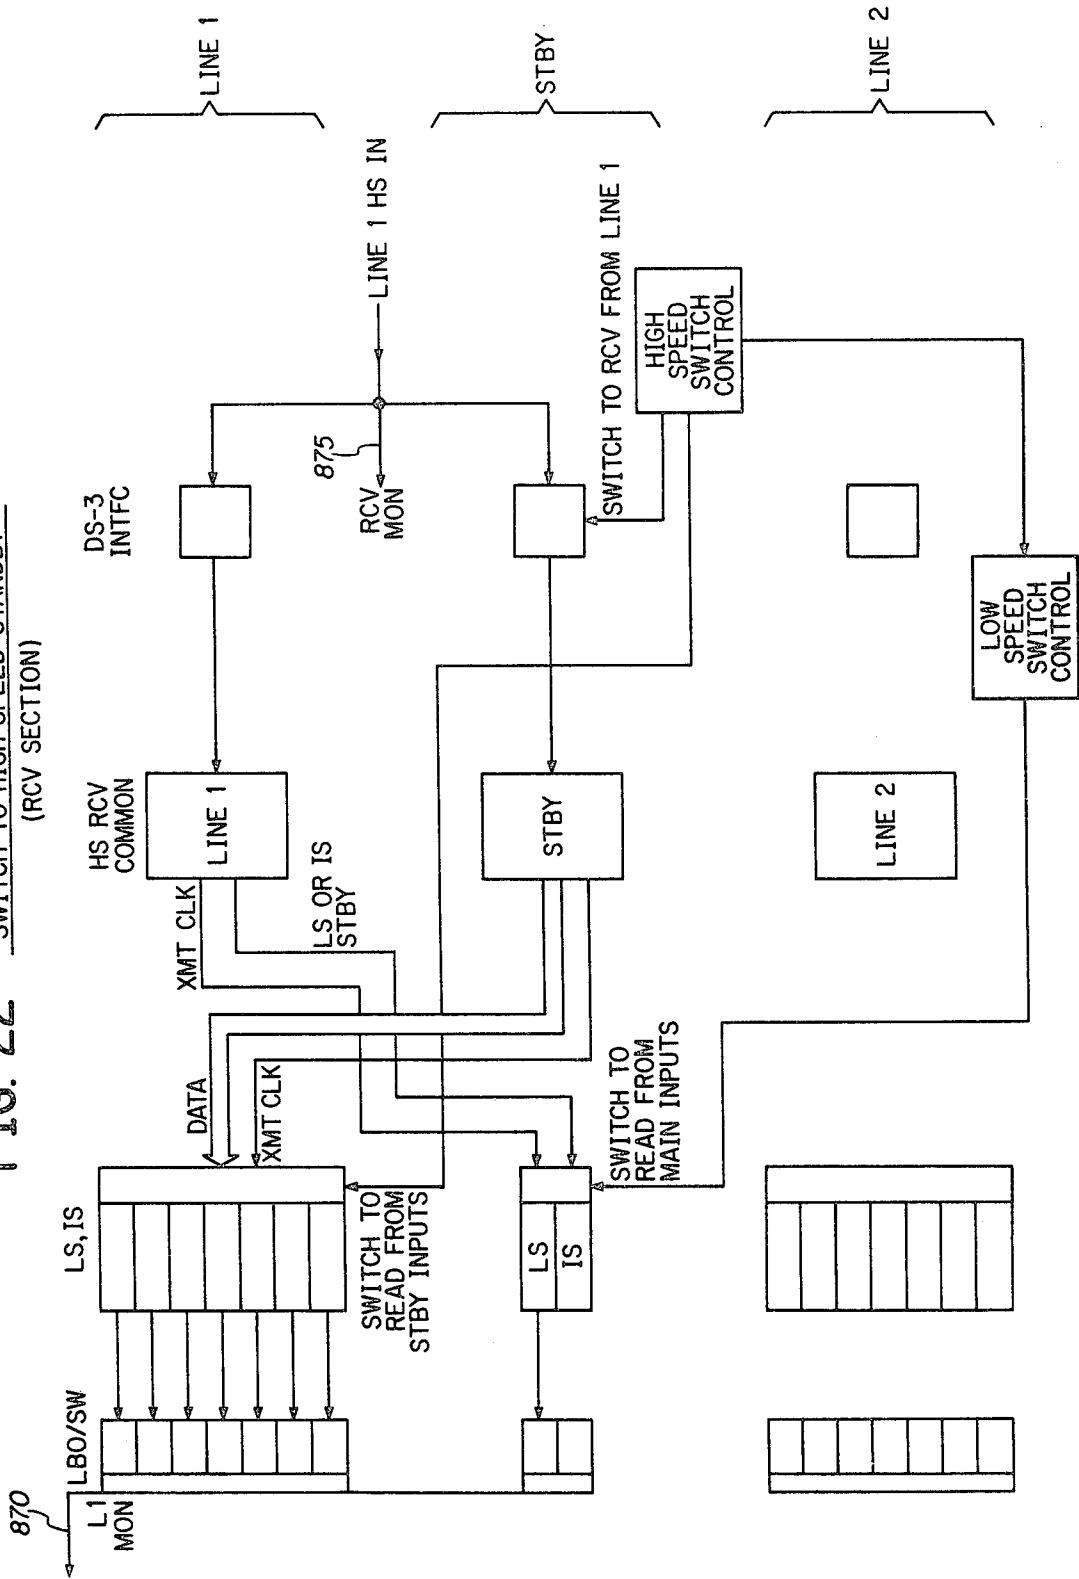 FIG. 22 SWITCH TO HIGH SPEED STANDBY
(RCV SECTION)
870
L1
MON
LBO/SW
LS, IS
DATA
XMT CLK
XMT CLK
LS OR IS
STBY
HS RCV
COMMON
LINE 1
DS-3
INTFC
LINE 1
875
RCV
MON
LINE 1 HS IN
SWITCH TO
READ FROM
STBY INPUTS
LS
IS
STBY
SWITCH TO RCV FROM LINE 1
STBY
HIGH
SPEED
SWITCH
CONTROL
SWITCH TO
READ FROM
MAIN INPUTS
LINE 2
LINE 2
LOW
SPEED
SWITCH
CONTROL